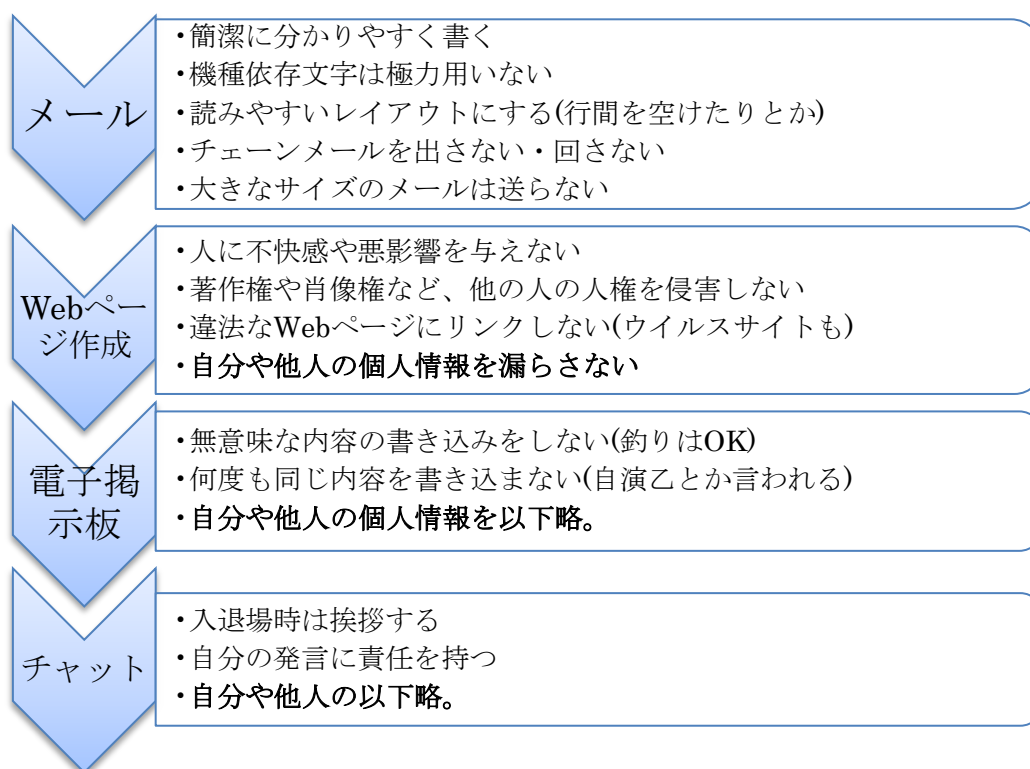 メール
・簡潔に分かりやすく書く
・機種依存文字は極力用いない
・読みやすいレイアウトにする(行間を空けたりとか)
・チェーンメールを出さない・回さない
・大きなサイズのメールは送らない
Webペー
ジ作成
・人に不快感や悪影響を与えない
・著作権や肖像権など、他の人の人権を侵害しない
・違法なWebページにリンクしない(ウイルスサイトも)
・自分や他人の個人情報を漏らさない
電子掲
示板
・無意味な内容の書き込みをしない(釣りはOK)
・何度も同じ内容を書き込まない(自演乙とか言われる)
・自分や他人の個人情報を以下略。
チャット
・入退場時は挨拶する
・自分の発言に責任を持つ
・自分や他人の以下略。